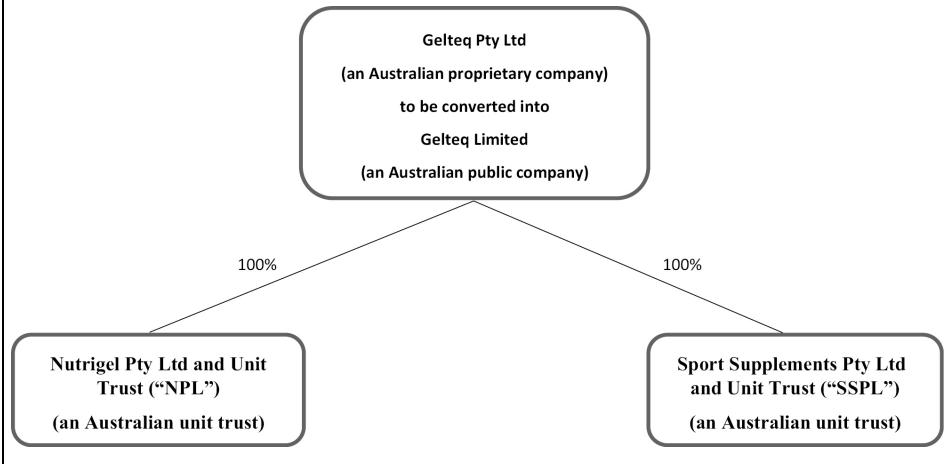 Gelteq Pty Ltd
(an Australian proprietary company)
to be converted into
Gelteq Limited
(an Australian public company)
100%
100%
Nutrigel Pty Ltd and Unit
Trust (“NPL”)
(an Australian unit trust)
Sport Supplements Pty Ltd
and Unit Trust (“SSPL”)
(an Australian unit trust)